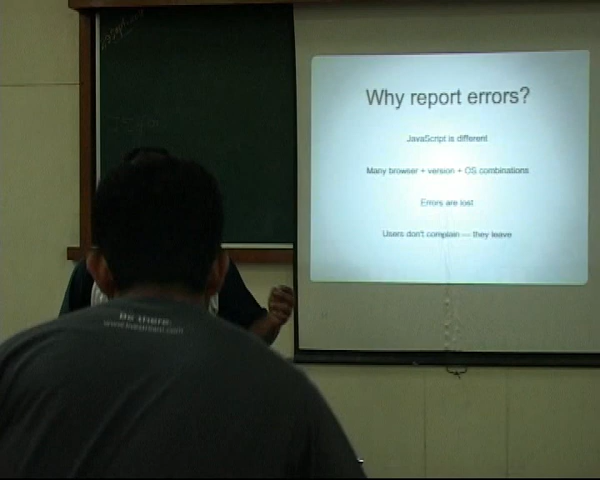 Why report errors?
JavaScript is different
Many browser + version + OS combinations
Errors are lost
Users don't complain — they leave
Be there.